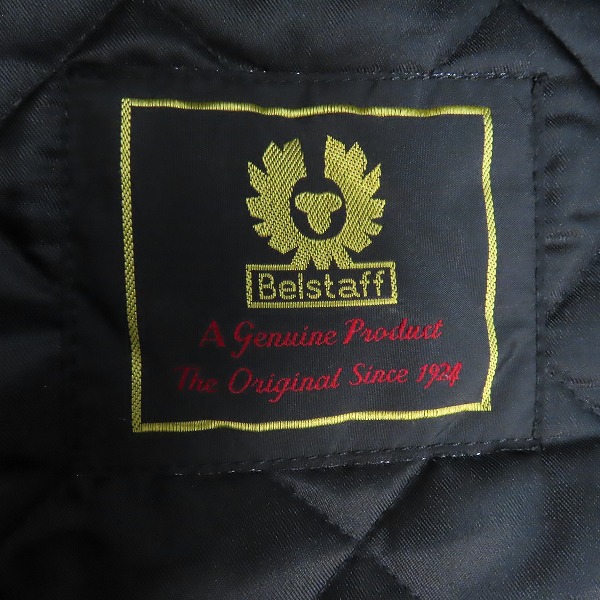 Belstaff
A Genuine Product
The Original Since 1924